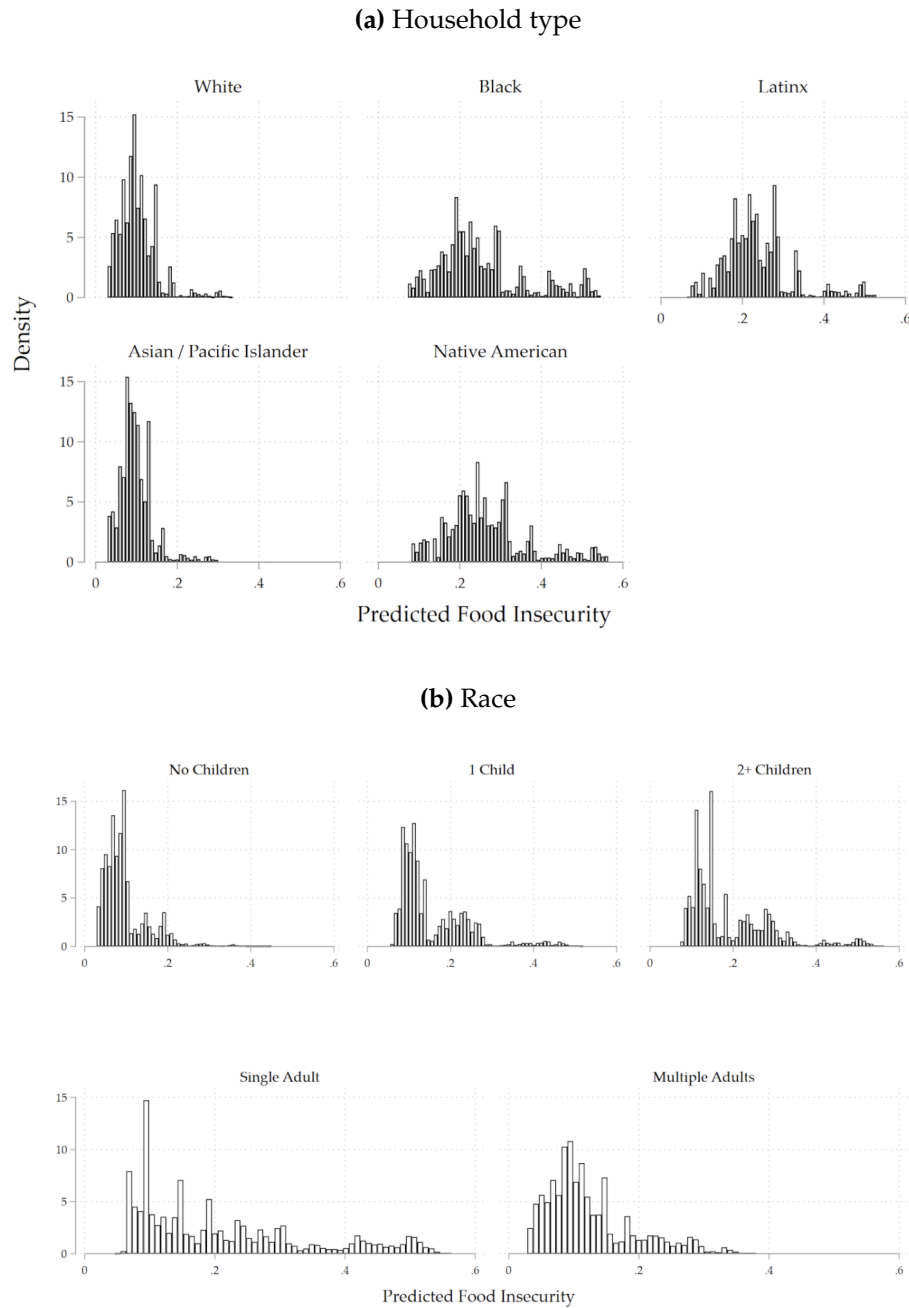 (a) Household type
White Black Latinx
15
10
5
0
0 .2 .4 .6
Density
Asian / Pacific Islander Native American
15
10
5
0
0 .2 .4 .6 0 .2 .4 .6
Predicted Food Insecurity
(b) Race
No Children 1 Child 2+ Children
15
10
5
0
0 .2 .4 .6 0 .2 .4 .6 0 .2 .4 .6
Single Adult Multiple Adults
15
10
5
0
0 .2 .4 .6 0 .2 .4 .6
Predicted Food Insecurity